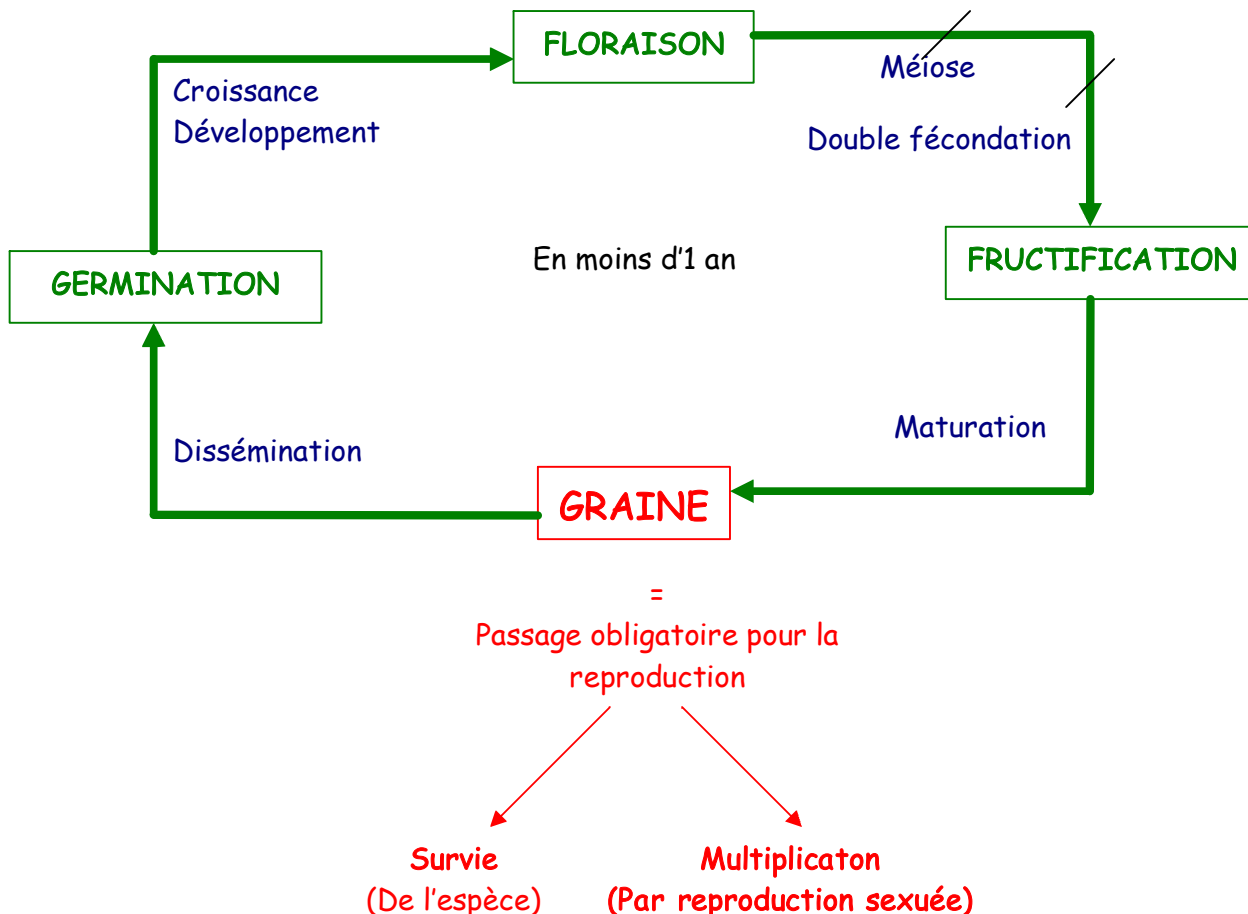 FLORAISON
Méiose
Croissance
Développement
Double fécondation
En moins d'1 an
FRUCTIFICATION
GERMINATION
Maturation
Dissémination
GRAINE
=
Passage obligatoire pour la
reproduction
Survie
(De l'espèce)
Multiplicaton
(Par reproduction sexuée)